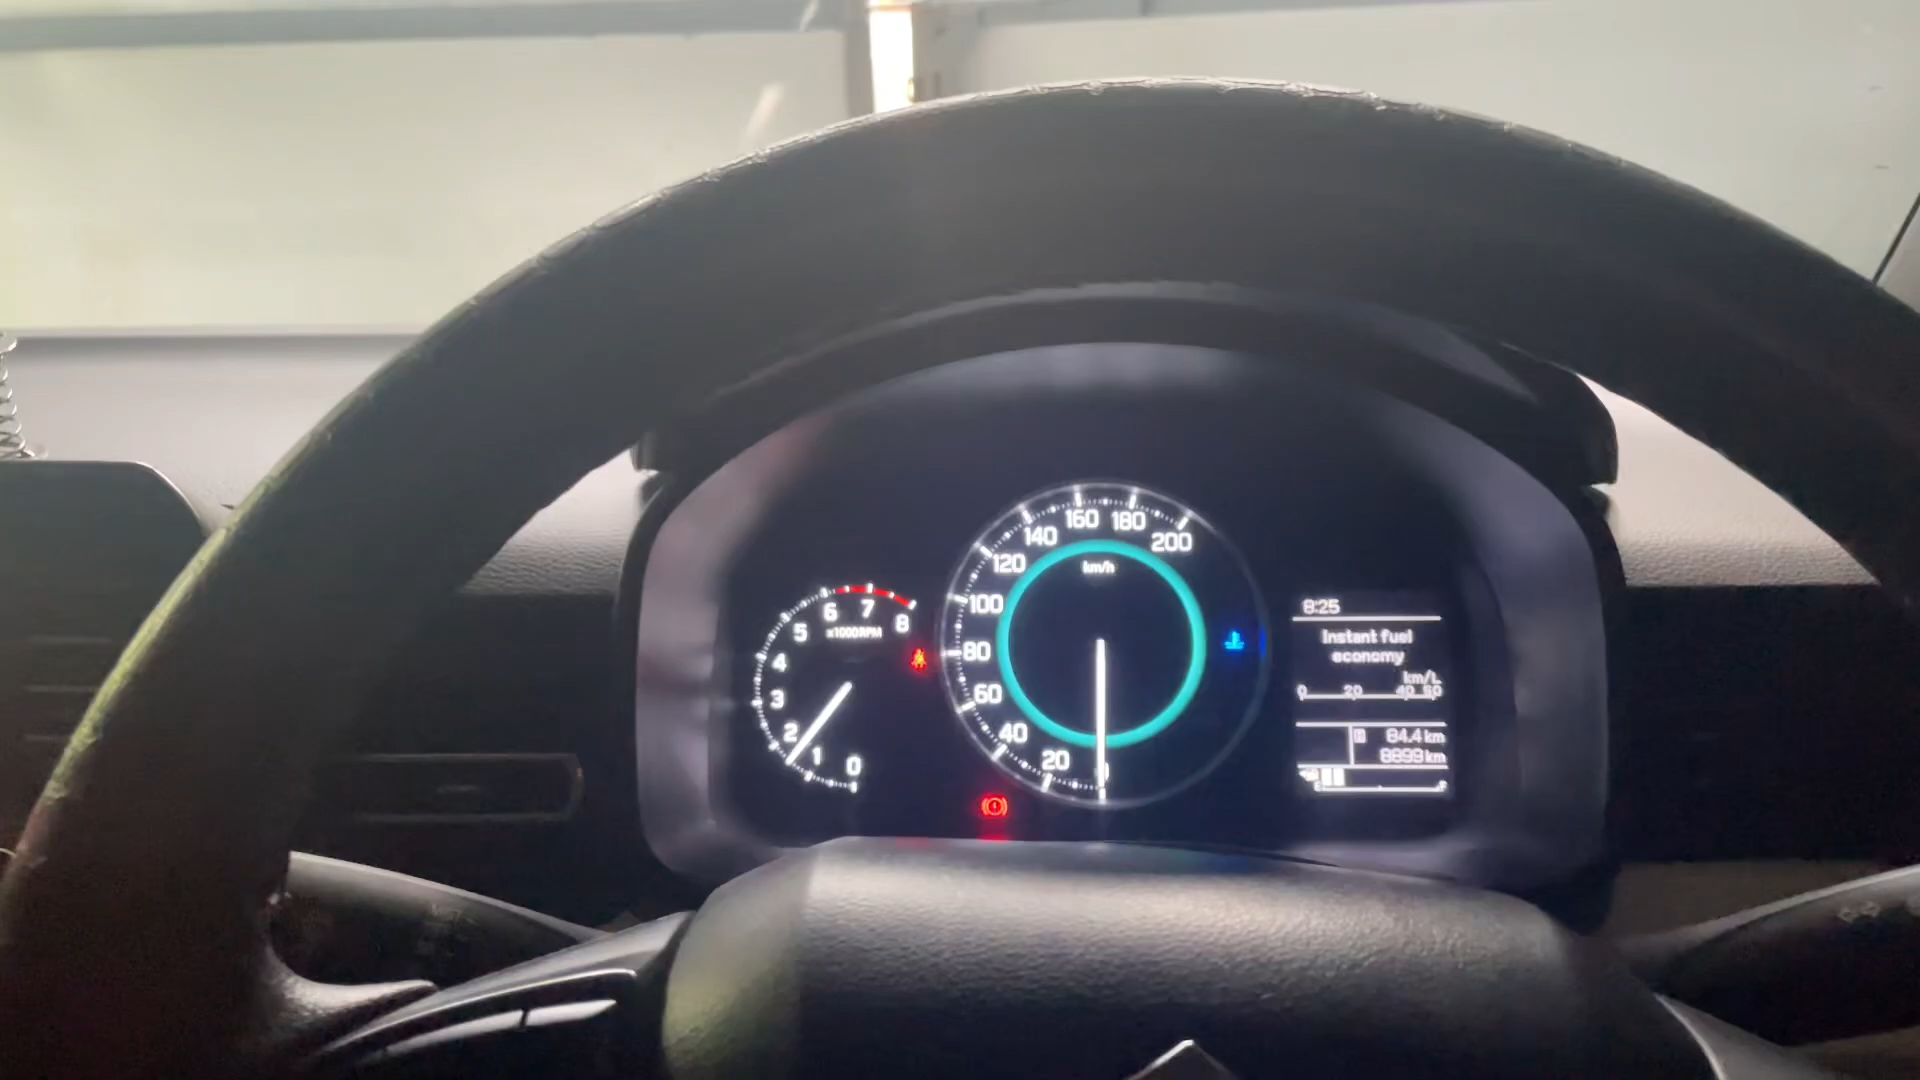 160 180
140 200
120 km/h
100
80
60
40
20
0
6 7
5 8
x1000RPM
4
3
2
1 0
8:25
Instant fuel
economy
km/L
0 20 40 50
84.4 km
8899 km